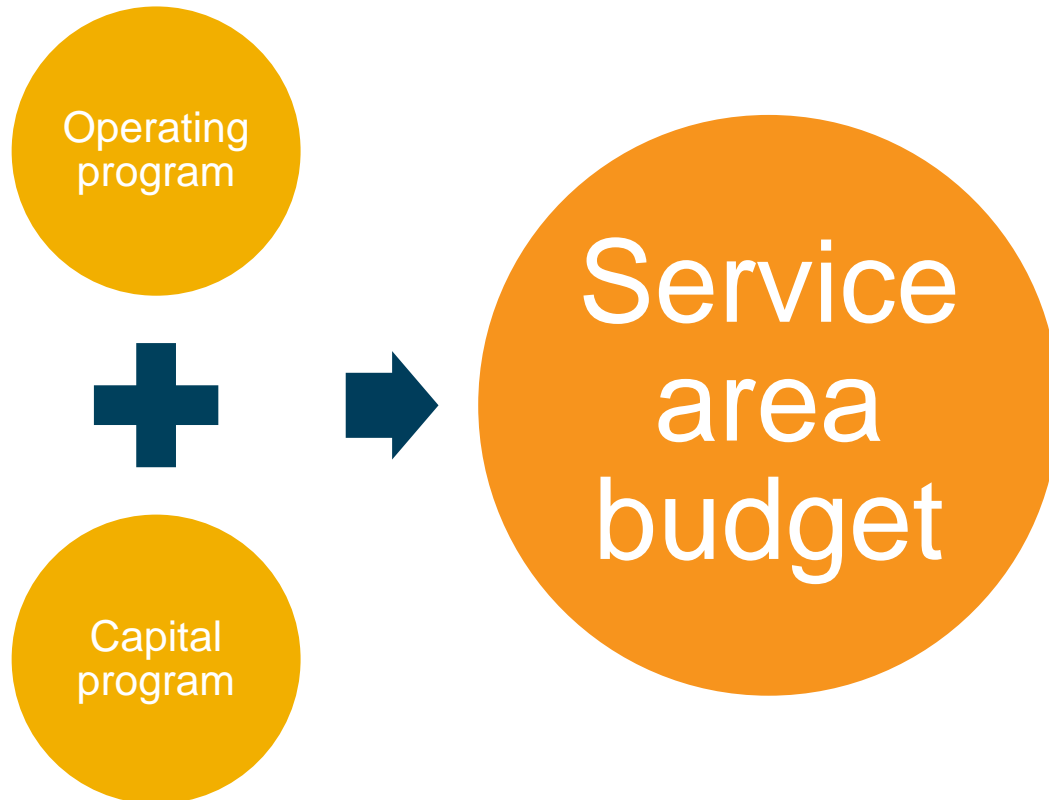 Operating
program
Capital
program
Service
area
budget